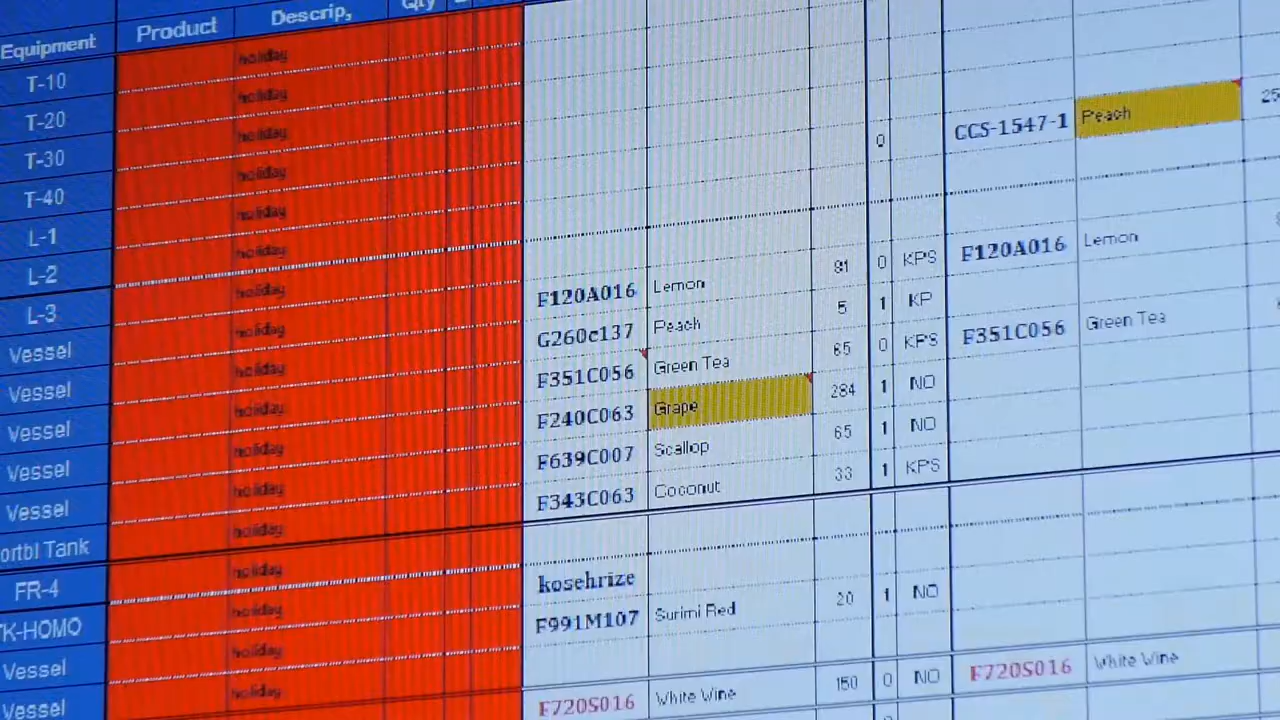 Equipment Product Descrip, Qty
T-10 holiday
T-20 holiday
T-30 holiday CCS-1547-1 Peach
T-40 holiday 0
L-1 holiday
L-2 holiday
L-3 holiday F120A016 Lemon 81 0 KPS F120A016 Lemon
Vessel holiday G260c137 Peach 5 1 KP
Vessel holiday F351C056 Green Tea 65 0 KPS F351C056 Green Tea
Vessel holiday F240C063 Grape 284 1 NO
Vessel holiday F639C007 Scallop 65 1 NO
Vessel holiday F343C063 Coconut 33 1 KPS
ortbl Tank holiday
FR-4 holiday kosehrize
TK-HOMO holiday F991M107 Surimi Red 20 1 NO
Vessel holiday
Vessel holiday F720S016 White Wine 150 0 NO F720S016 White Wine